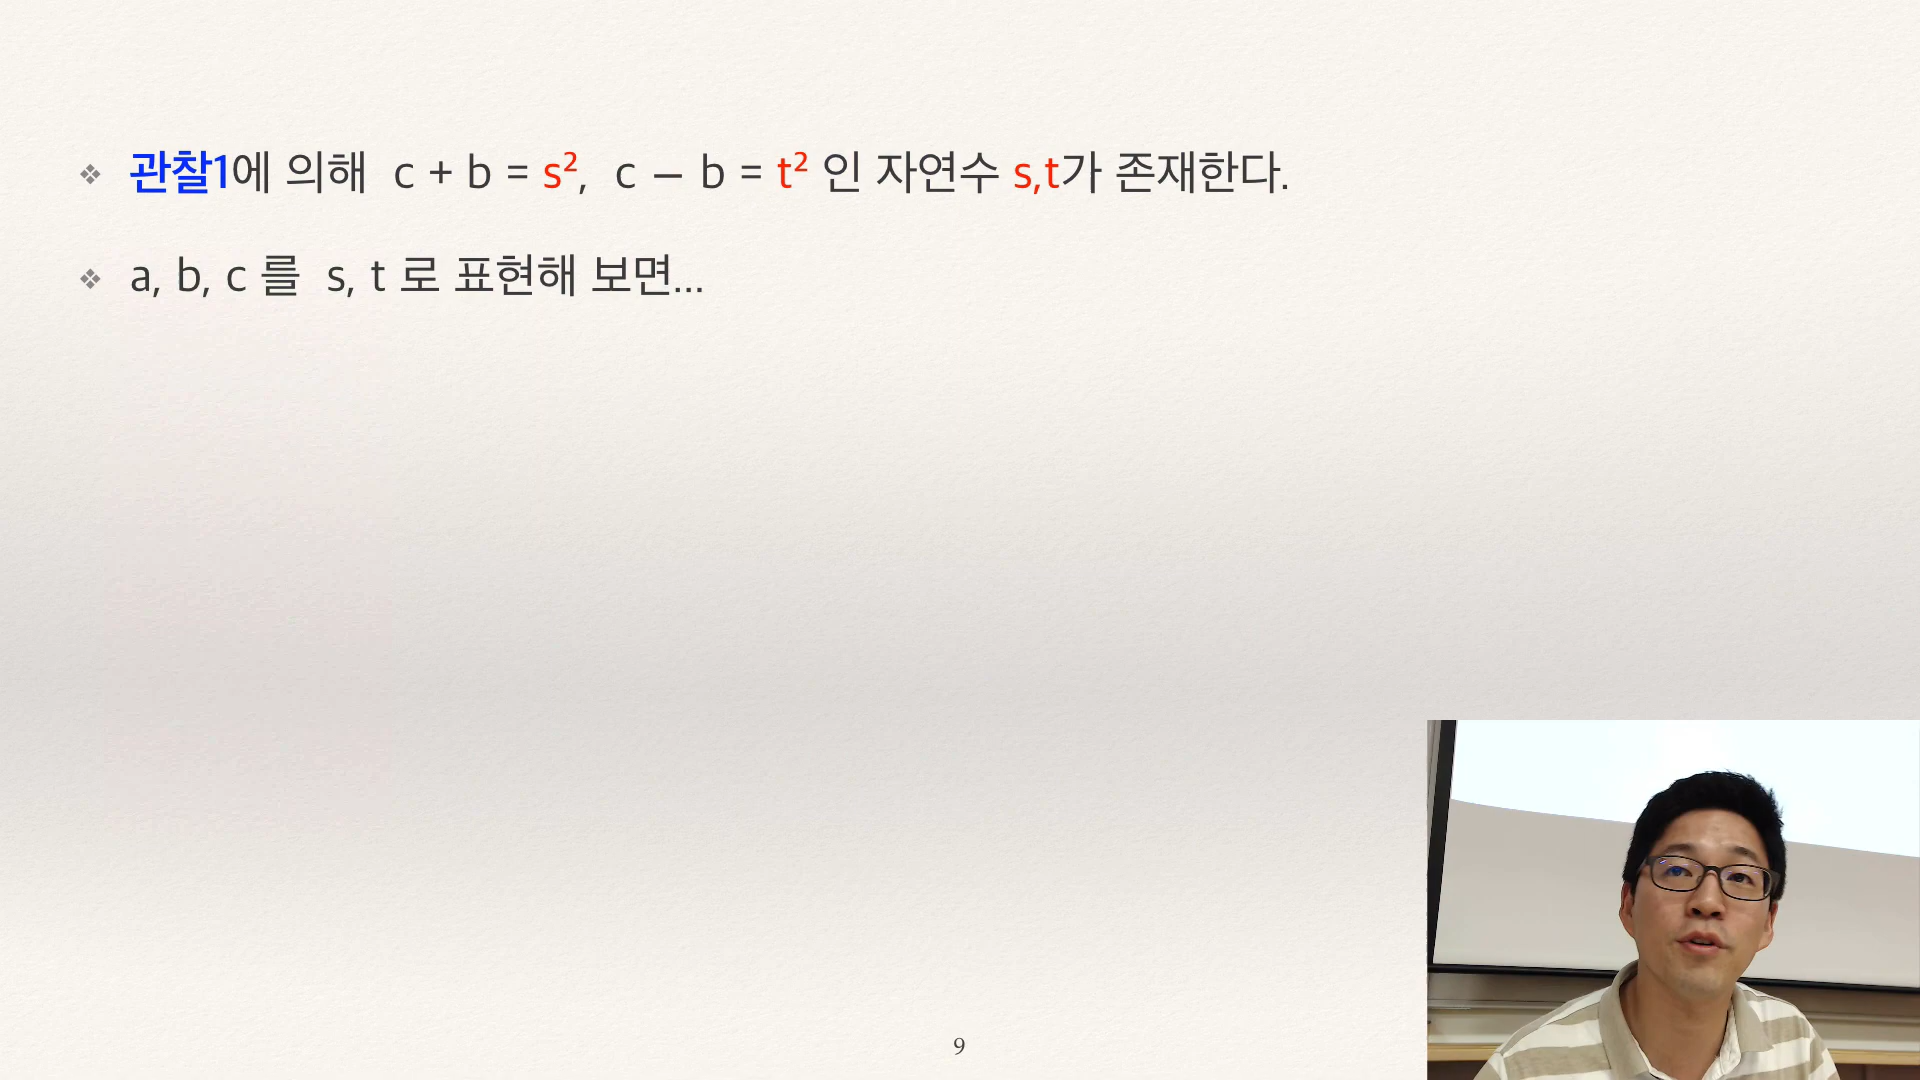 ❖ 관찰1에 의해 c + b = s², c − b = t² 인 자연수 s,t가 존재한다.
❖ a, b, c 를 s, t 로 표현해 보면...
9